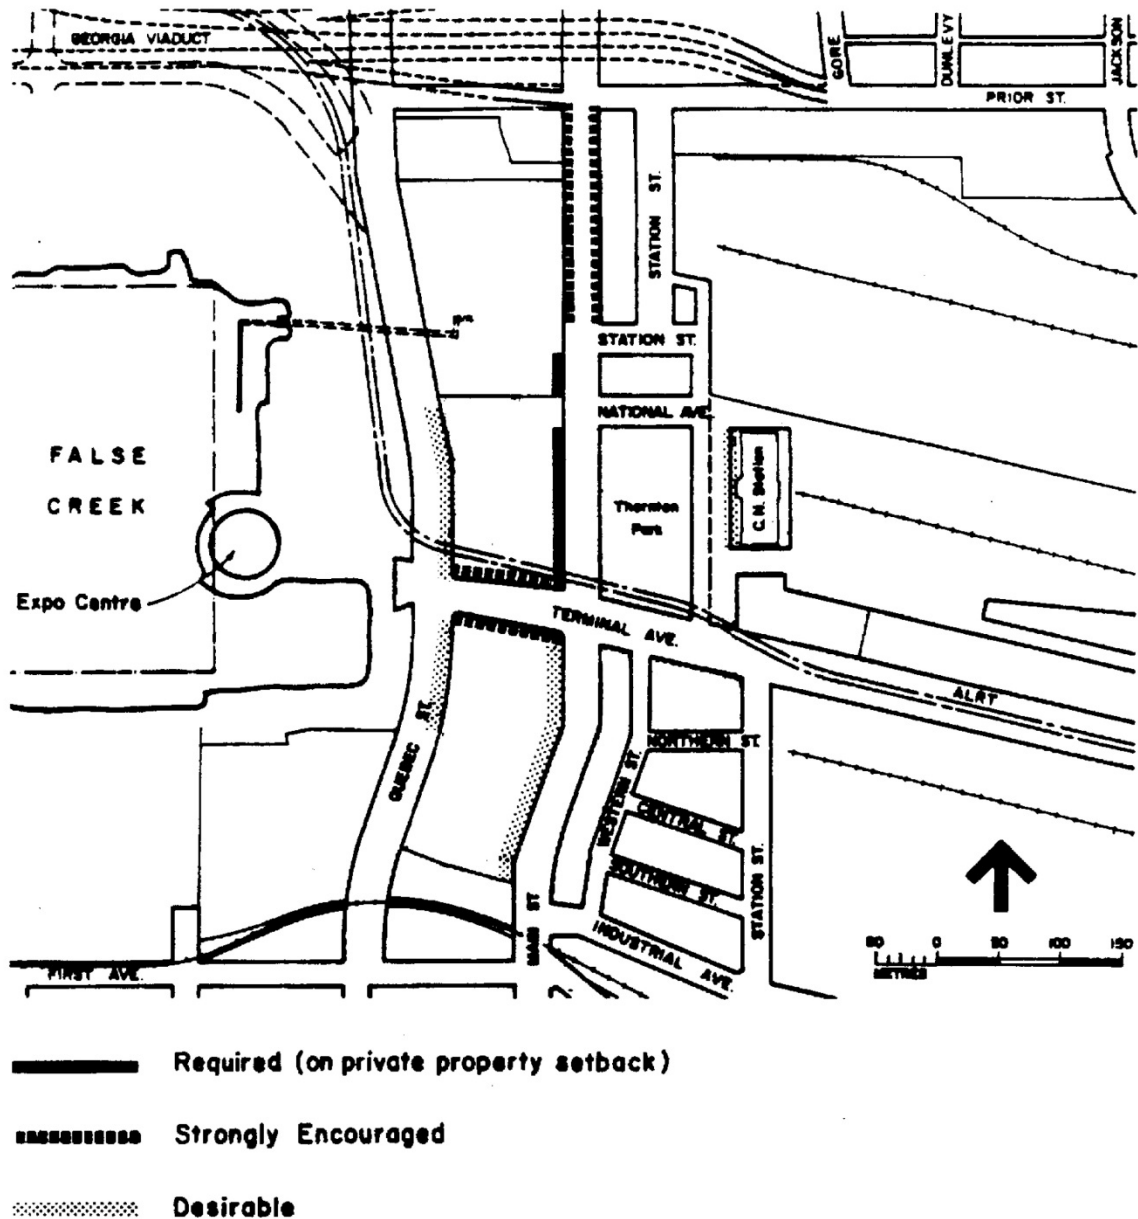 GEORGIA VIADUCT
GORE
DUNLEVY
JACKSON
PRIOR ST.
STATION ST.
STATION ST.
NATIONAL AVE.
FALSE
CREEK
Thornton
Park
C.N. Station
Expo Centre
TERMINAL AVE.
ALRT
QUEBEC ST.
NORTHERN ST.
WESTERN ST.
CENTRAL ST.
SOUTHERN ST.
STATION ST.
MAIN ST.
INDUSTRIAL AVE.
FIRST AVE.
50 0 50 100 150
METRES
Required (on private property setback)
Strongly Encouraged
Desirable